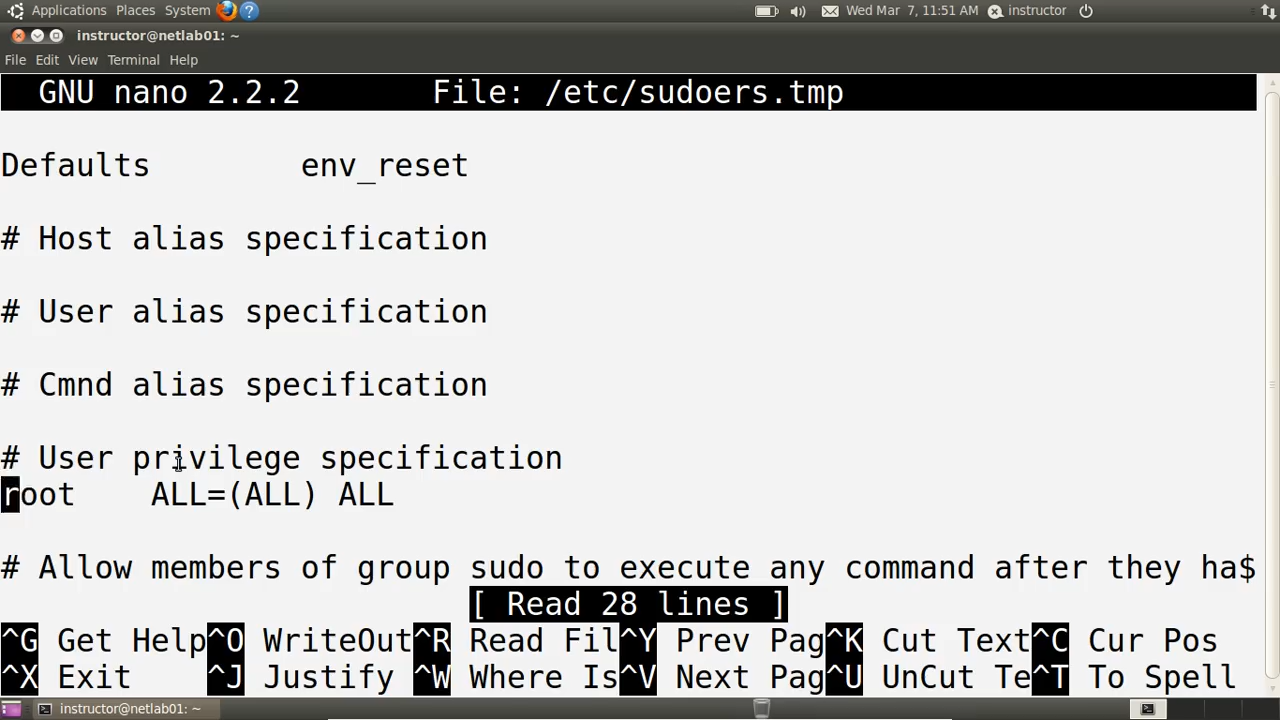 Applications Places System Wed Mar 7, 11:51 AM instructor
instructor@netlab01: ~
File Edit View Terminal Help
GNU nano 2.2.2 File: /etc/sudoers.tmp
Defaults env_reset
# Host alias specification
# User alias specification
# Cmnd alias specification
# User privilege specification
root ALL=(ALL) ALL
# Allow members of group sudo to execute any command after they ha$
[ Read 28 lines ]
^G Get Help^O WriteOut^R Read Fil^Y Prev Pag^K Cut Text^C Cur Pos
^X Exit ^J Justify ^W Where Is^V Next Pag^U UnCut Te^T To Spell
instructor@netlab01: ~